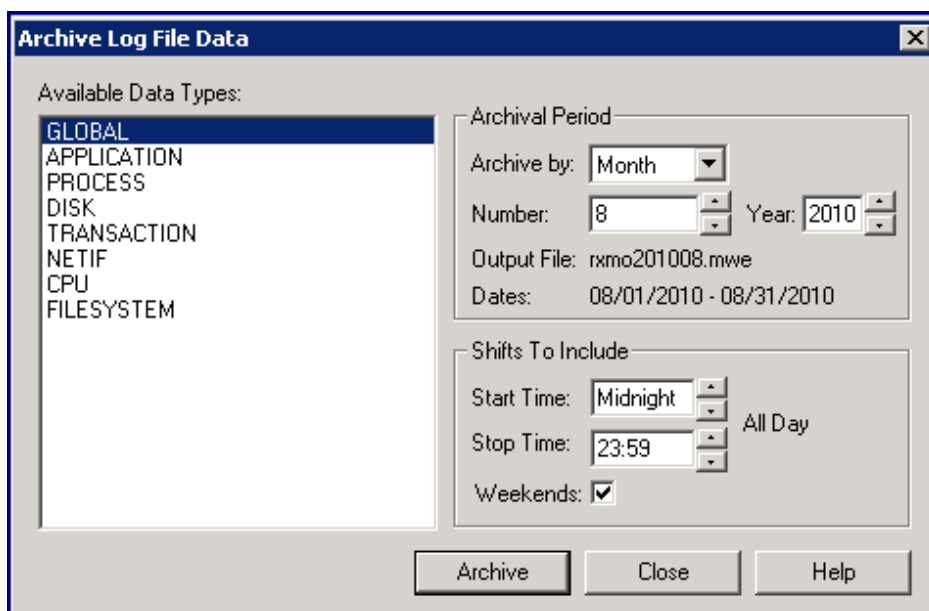 Archive Log File Data
Available Data Types:
GLOBAL
APPLICATION
PROCESS
DISK
TRANSACTION
NETIF
CPU
FILESYSTEM
Archival Period
Archive by: Month
Number: 8 Year: 2010
Output File: rxmo201008.mwe
Dates: 08/01/2010 - 08/31/2010
Shifts To Include
Start Time: Midnight
All Day
Stop Time: 23:59
Weekends:
Archive Close Help